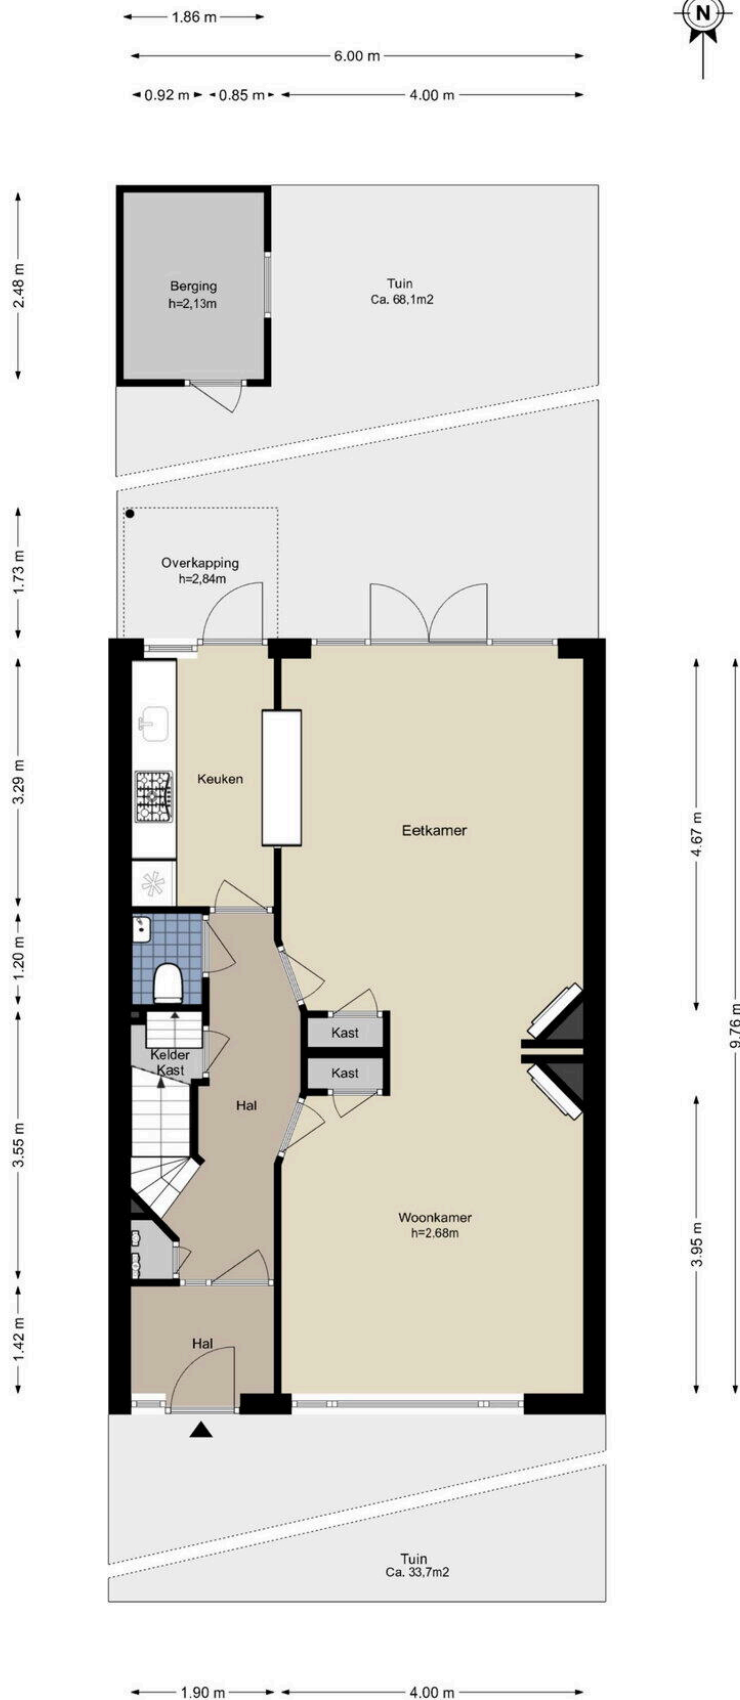 1.86 m
N
6.00 m
0.92 m
0.85 m
4.00 m
2.48 m
Berging
h=2,13m
Tuin
Ca. 68,1m2
1.73 m
Overkapping
h=2,84m
3.29 m
Keuken
Eetkamer
4.67 m
1.20 m
9.76 m
Kast
Kelder
Kast
Kast
Hal
3.55 m
Woonkamer
h=2.68m
3.95 m
1.42 m
Hal
Tuin
Ca. 33,7m2
1.90 m
4.00 m